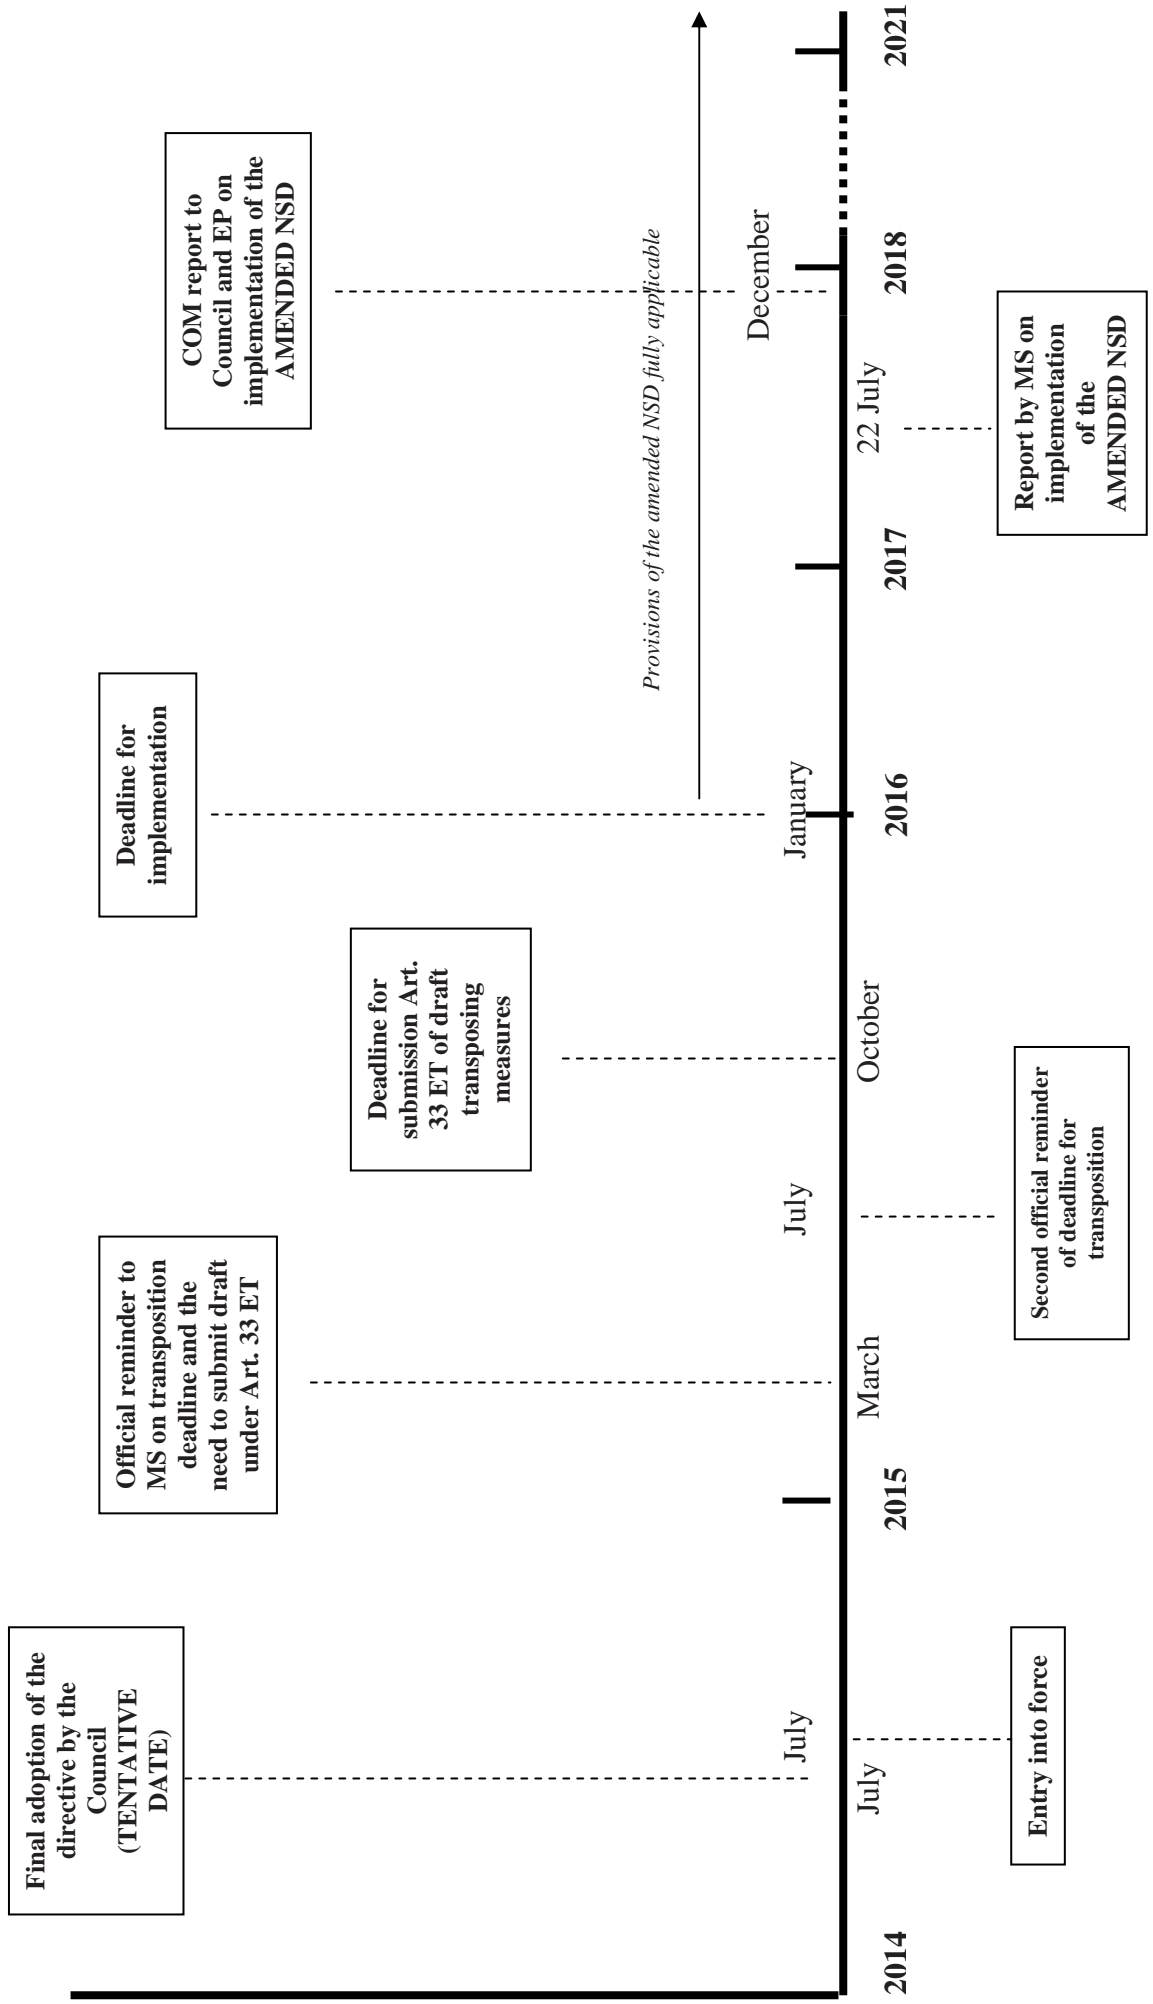 Final adoption of the
directive by the
Council
(TENTATIVE
DATE)
Official reminder to
MS on transposition
deadline and the
need to submit draft
under Art. 33 ET
Deadline for
submission Art.
33 ET of draft
transposing
measures
Deadline for
implementation
COM report to
Council and EP on
implementation of the
AMENDED NSD
Provisions of the amended NSD fully applicable
July
July
January
December
July
March
October
22 July
2014
2015
2016
2017
2018
2021
Entry into force
Second official reminder
of deadline for
transposition
Report by MS on
implementation
of the
AMENDED NSD